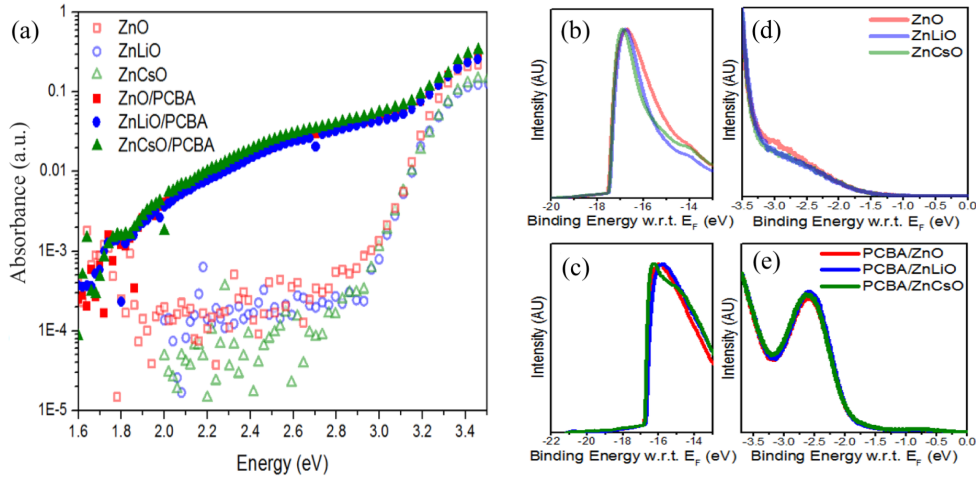 (a)
Absorbance (a.u.)
1
0.1
0.01
1E-3
1E-4
1E-5
1.6 1.8 2.0 2.2 2.4 2.6 2.8 3.0 3.2 3.4
Energy (eV)
ZnO
ZnLiO
ZnCsO
ZnO/PCBA
ZnLiO/PCBA
ZnCsO/PCBA
(b)
Intensity (AU)
-20 -18 -16 -14
Binding Energy w.r.t. EF (eV)
(d)
ZnO
ZnLiO
ZnCsO
Intensity (AU)
-3.5 -3.0 -2.5 -2.0 -1.5 -1.0 -0.5 0.0
Binding Energy w.r.t. EF (eV)
(c)
Intensity (AU)
-22 -20 -18 -16 -14
Binding Energy w.r.t. EF (eV)
(e)
PCBA/ZnO
PCBA/ZnLiO
PCBA/ZnCsO
Intensity (AU)
-3.5 -3.0 -2.5 -2.0 -1.5 -1.0 -0.5 0.0
Binding Energy w.r.t. EF (eV)